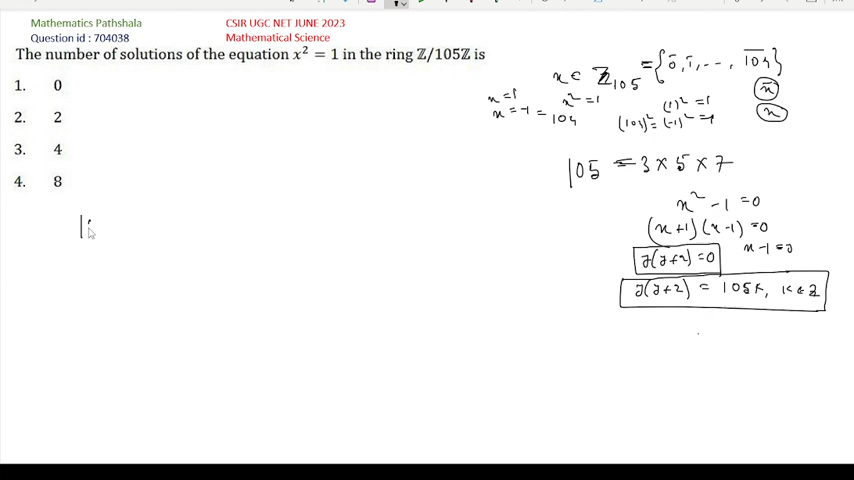 Mathematics Pathshala
CSIR UGC NET JUNE 2023
Question id : 704038
Mathematical Science
The number of solutions of the equation x² = 1 in the ring ℤ/105ℤ is
1. 0
2. 2
3. 4
4. 8
x ∈ ℤ105 = {0̄, 1̄, ..., 104̄}
x=1
x=-1 = 104
x²=1
(1)² = 1
(104)² = (-1)² = 1
x̄
x
105 = 3 × 5 × 7
x² - 1 = 0
(x+1)(x-1) = 0
x-1 = y
y(y+2) = 0
y(y+2) = 105k, k ∈ ℤ